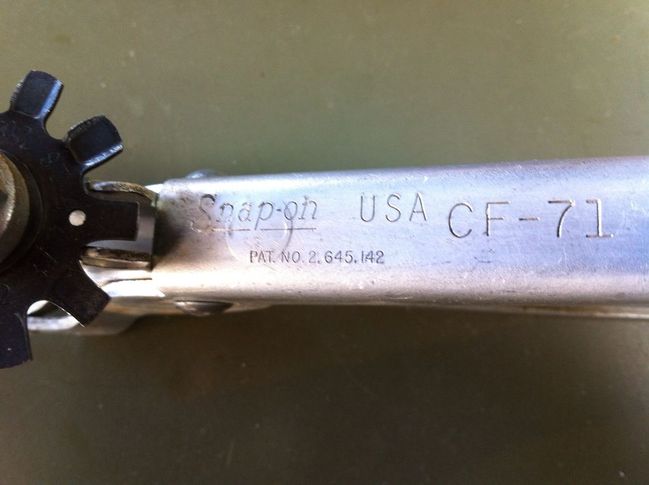 Snap-on USA CF-71
PAT. NO. 2,645,142